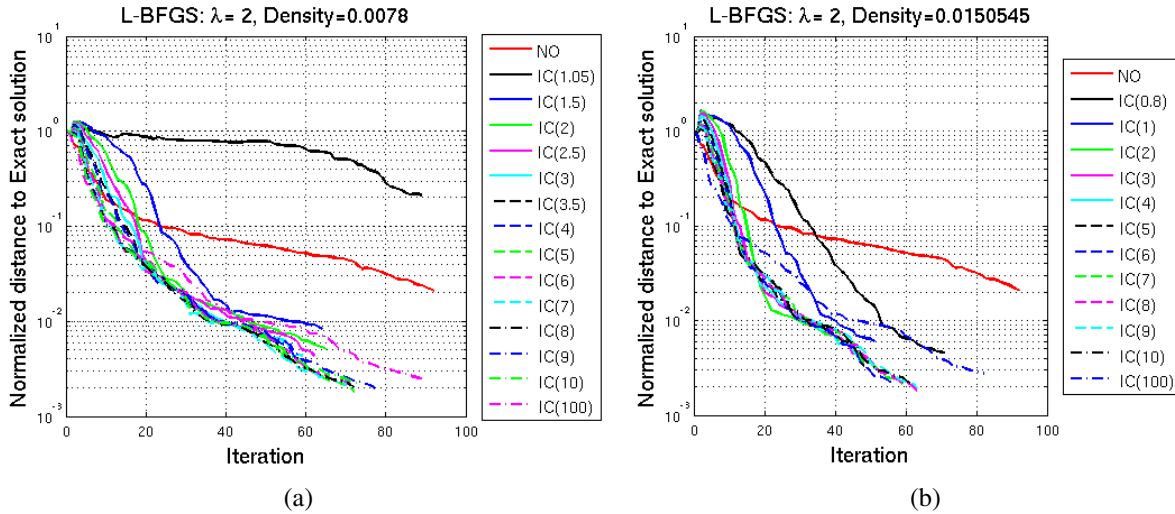 L-BFGS: λ= 2, Density=0.0078
Normalized distance to Exact solution
10^1
10^0
10^-1
10^-2
10^-3
0
20
40
60
80
100
Iteration
NO
IC(1.05)
IC(1.5)
IC(2)
IC(2.5)
IC(3)
IC(3.5)
IC(4)
IC(5)
IC(6)
IC(7)
IC(8)
IC(9)
IC(10)
IC(100)
(a)
L-BFGS: λ= 2, Density=0.0150545
Normalized distance to Exact solution
10^1
10^0
10^-1
10^-2
10^-3
0
20
40
60
80
100
Iteration
NO
IC(0.8)
IC(1)
IC(2)
IC(3)
IC(4)
IC(5)
IC(6)
IC(7)
IC(8)
IC(9)
IC(10)
IC(100)
(b)